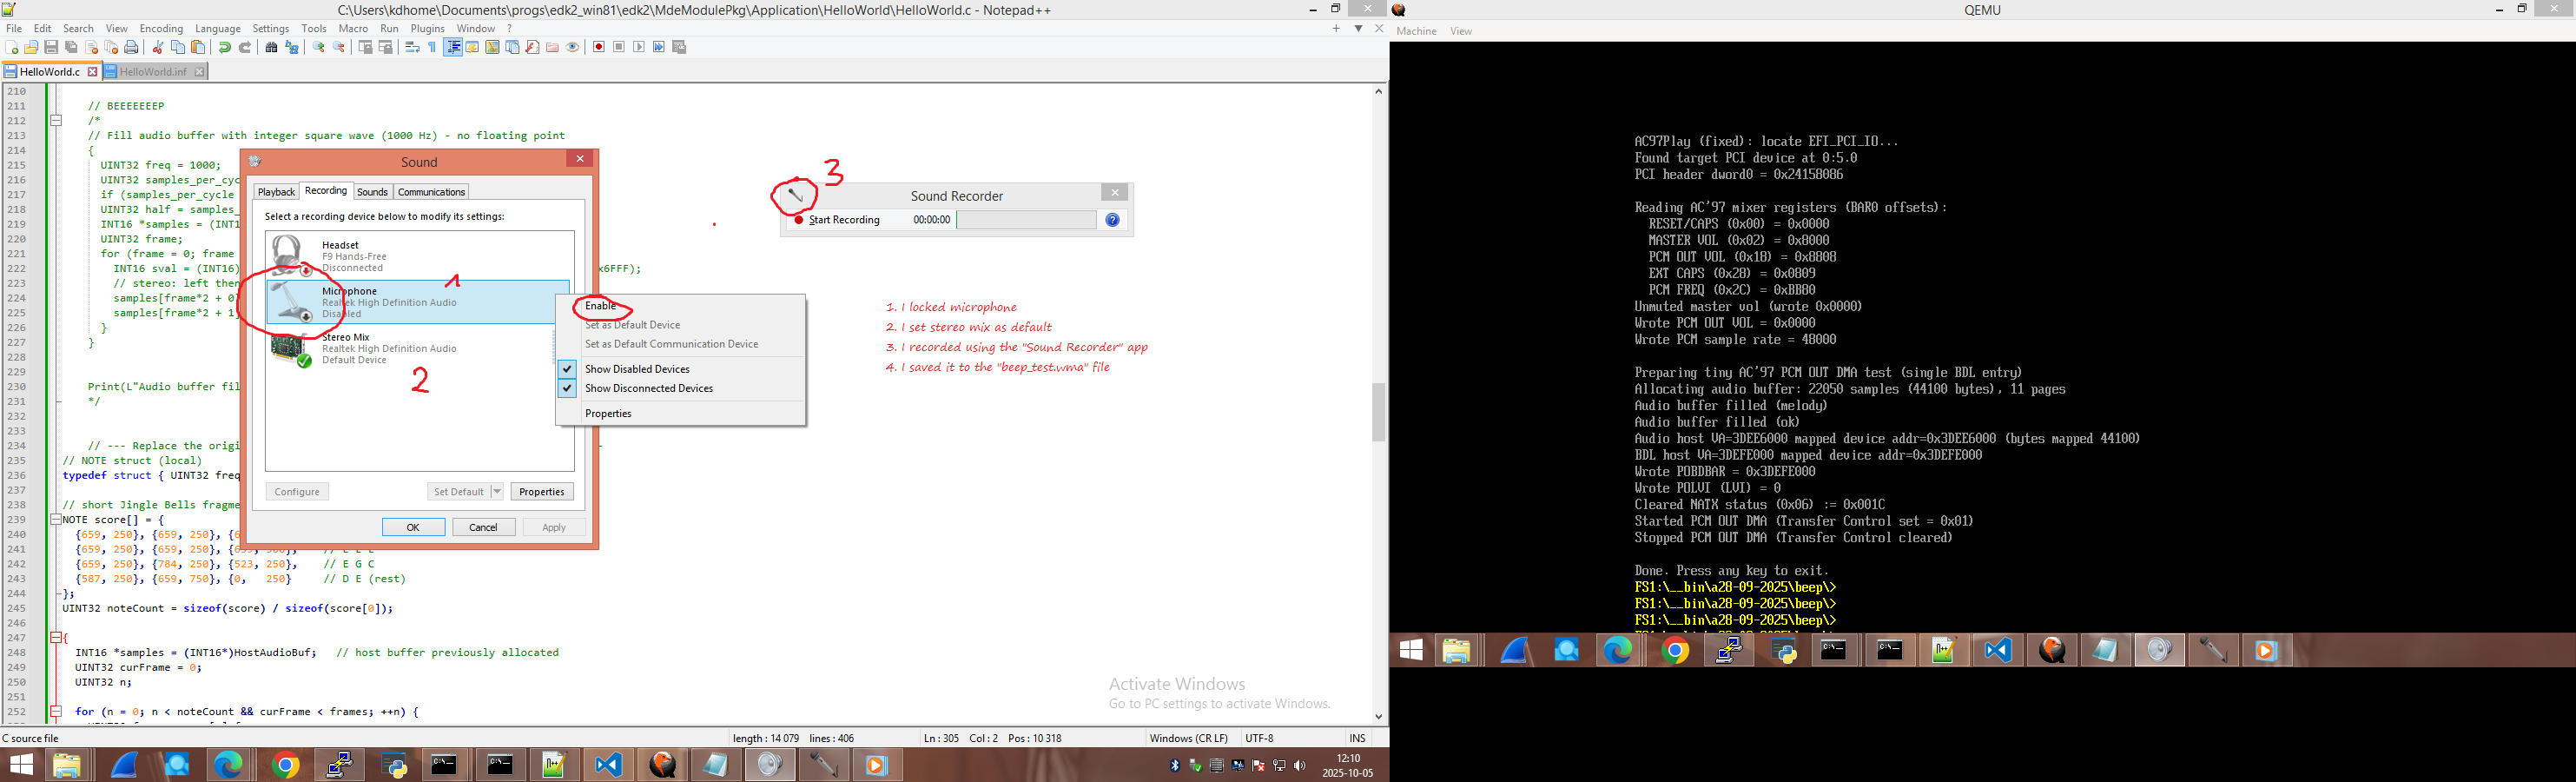 C:\Users\kdhome\Documents\progs\edk2_win81\edk2\MdeModulePkg\Application\HelloWorld\HelloWorld.c - Notepad++
File Edit Search View Encoding Language Settings Tools Macro Run Plugins Window ?
HelloWorld.c HelloWorld.inf
210
211 // BEEEEEEEP
212 /*
213 // Fill audio buffer with integer square wave (1000 Hz) - no floating point
214 {
215 UINT32 freq = 1000;
216 UINT32 samples_per_cyc
217 if (samples_per_cycle
218 UINT32 half = samples_
219 INT16 *samples = (INT1
220 UINT32 frame;
221 for (frame = 0; frame
222 INT16 sval = (INT16) x6FFF);
223 // stereo: left then
224 samples[frame*2 + 0]
225 samples[frame*2 + 1]
226 }
227 }
228
229
230 Print(L"Audio buffer fil
231 */
232
233
234 // --- Replace the origi
235 // NOTE struct (local)
236 typedef struct { UINT32 freq
237
238 // short Jingle Bells fragme
239 NOTE score[] = {
240 {659, 250}, {659, 250}, {6
241 {659, 250}, {659, 250}, {659, 500}, // E E E
242 {659, 250}, {784, 250}, {523, 250}, // E G C
243 {587, 250}, {659, 750}, {0, 250} // D E (rest)
244 };
245 UINT32 noteCount = sizeof(score) / sizeof(score[0]);
246
247 {
248 INT16 *samples = (INT16*)HostAudioBuf; // host buffer previously allocated
249 UINT32 curFrame = 0;
250 UINT32 n;
251
252 for (n = 0; n < noteCount && curFrame < frames; ++n) {
Sound
Playback Recording Sounds Communications
Select a recording device below to modify its settings:
Headset
F9 Hands-Free
Disconnected
Microphone
Realtek High Definition Audio
Disabled
Stereo Mix
Realtek High Definition Audio
Default Device
Configure Set Default Properties
OK Cancel Apply
1
2
Enable
Set as Default Device
Set as Default Communication Device
Show Disabled Devices
Show Disconnected Devices
Properties
3
Sound Recorder
Start Recording 00:00:00
1. I locked microphone
2. I set stereo mix as default
3. I recorded using the "Sound Recorder" app
4. I saved it to the "beep_test.wma" file
Activate Windows
Go to PC settings to activate Windows.
C source file length : 14 079 lines : 406 Ln : 305 Col : 2 Pos : 10 318 Windows (CR LF) UTF-8 INS
12:10
2025-10-05
QEMU
Machine View
AC97Play (fixed): locate EFI_PCI_IO...
Found target PCI device at 0:5.0
PCI header dword0 = 0x24158086
Reading AC'97 mixer registers (BAR0 offsets):
RESET/CAPS (0x00) = 0x0000
MASTER VOL (0x02) = 0x8000
PCM OUT VOL (0x18) = 0x8808
EXT CAPS (0x28) = 0x0809
PCM FREQ (0x2C) = 0xBB80
Unmuted master vol (wrote 0x0000)
Wrote PCM OUT VOL = 0x0000
Wrote PCM sample rate = 48000
Preparing tiny AC'97 PCM OUT DMA test (single BDL entry)
Allocating audio buffer: 22050 samples (44100 bytes), 11 pages
Audio buffer filled (melody)
Audio buffer filled (ok)
Audio host VA=3DEE6000 mapped device addr=0x3DEE6000 (bytes mapped 44100)
BDL host VA=3DEFE000 mapped device addr=0x3DEFE000
Wrote POBDBAR = 0x3DEFE000
Wrote POLVI (LVI) = 0
Cleared NATX status (0x06) := 0x001C
Started PCM OUT DMA (Transfer Control set = 0x01)
Stopped PCM OUT DMA (Transfer Control cleared)
Done. Press any key to exit.
FS1:\__bin\a28-09-2025\beep\>
FS1:\__bin\a28-09-2025\beep\>
FS1:\__bin\a28-09-2025\beep\>